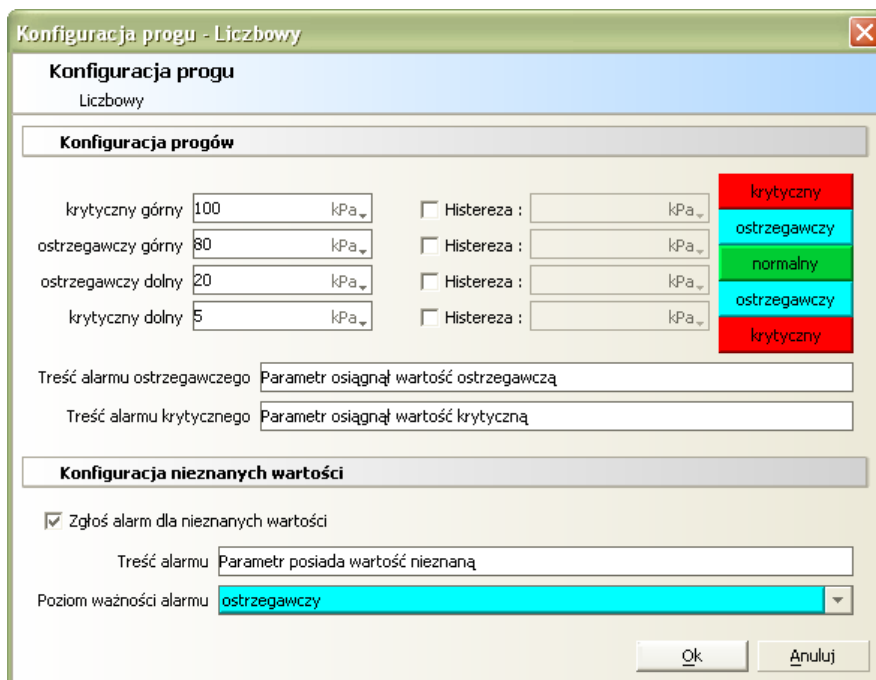 Konfiguracja progu - Liczbowy
Konfiguracja progu
Liczbowy
Konfiguracja progów
krytyczny górny 100 kPa Histereza : kPa krytyczny
ostrzegawczy górny 80 kPa Histereza : kPa ostrzegawczy
normalny
ostrzegawczy dolny 20 kPa Histereza : kPa ostrzegawczy
krytyczny dolny 5 kPa Histereza : kPa krytyczny
Treść alarmu ostrzegawczego Parametr osiągnął wartość ostrzegawczą
Treść alarmu krytycznego Parametr osiągnął wartość krytyczną
Konfiguracja nieznanych wartości
Zgłoś alarm dla nieznanych wartości
Treść alarmu Parametr posiada wartość nieznaną
Poziom ważności alarmu ostrzegawczy
Ok Anuluj